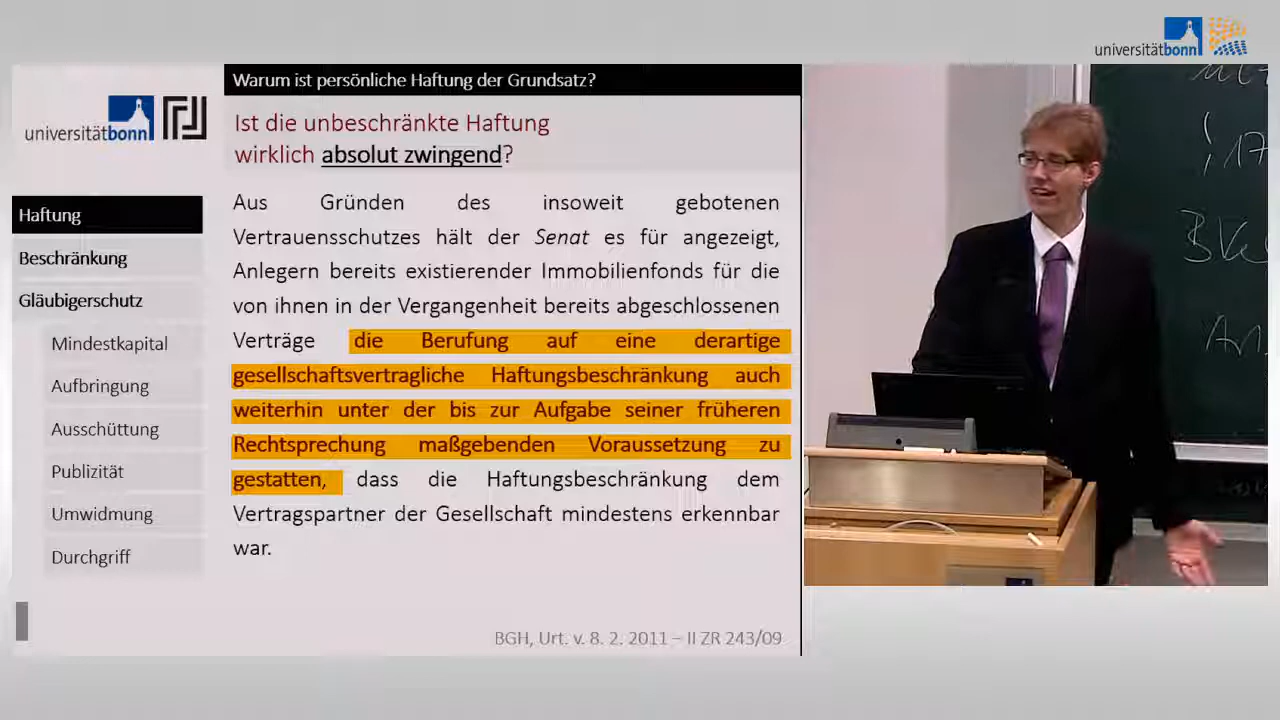 universitätbonn
Warum ist persönliche Haftung der Grundsatz?
universitätbonn
Ist die unbeschränkte Haftung
wirklich absolut zwingend?
Haftung
Beschränkung
Gläubigerschutz
Mindestkapital
Aufbringung
Ausschüttung
Publizität
Umwidmung
Durchgriff
Aus Gründen des insoweit gebotenen
Vertrauensschutzes hält der Senat es für angezeigt,
Anlegern bereits existierender Immobilienfonds für die
von ihnen in der Vergangenheit bereits abgeschlossenen
Verträge die Berufung auf eine derartige
gesellschaftsvertragliche Haftungsbeschränkung auch
weiterhin unter der bis zur Aufgabe seiner früheren
Rechtsprechung maßgebenden Voraussetzung zu
gestatten, dass die Haftungsbeschränkung dem
Vertragspartner der Gesellschaft mindestens erkennbar
war.
BGH, Urt. v. 8. 2. 2011 – II ZR 243/09